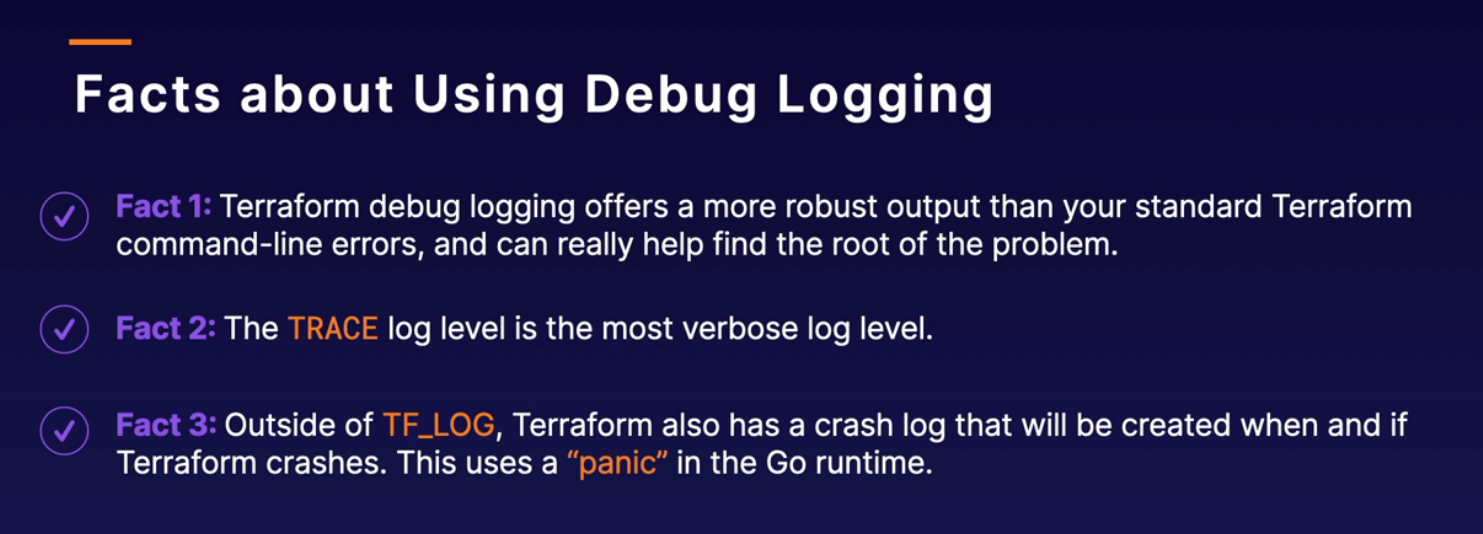 Facts about Using Debug Logging
Fact 1: Terraform debug logging offers a more robust output than your standard Terraform
command-line errors, and can really help find the root of the problem.
Fact 2: The TRACE log level is the most verbose log level.
Fact 3: Outside of TF_LOG, Terraform also has a crash log that will be created when and if
Terraform crashes. This uses a “panic” in the Go runtime.